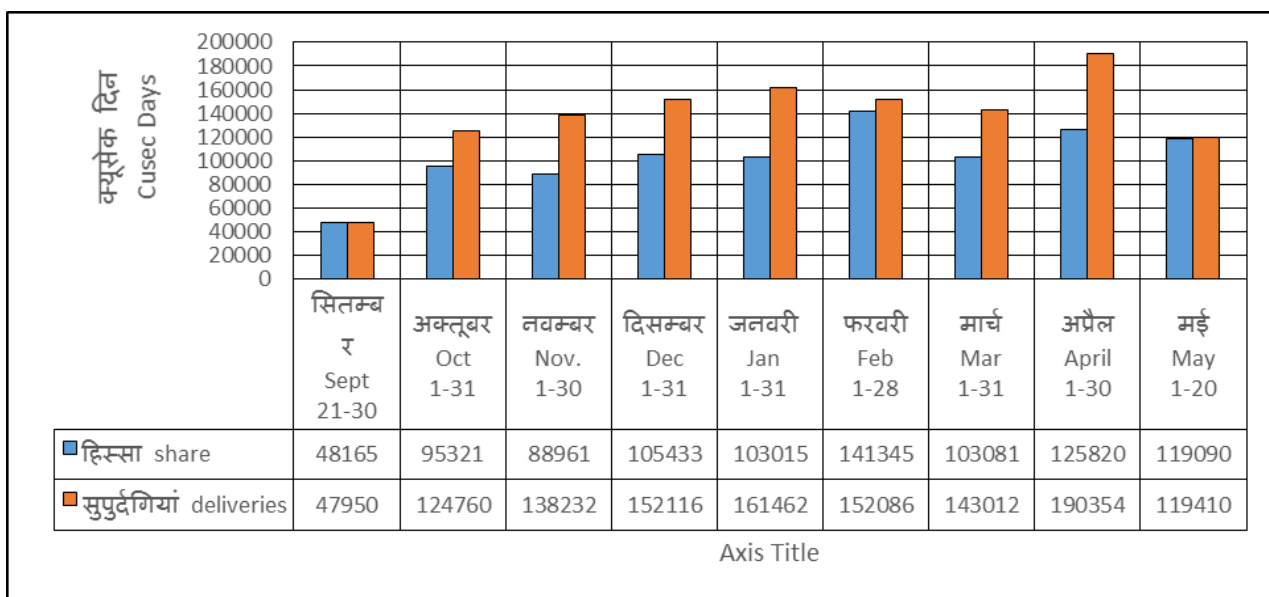 क्यूसेक दिन
Cusec Days
200000
180000
160000
140000
120000
100000
80000
60000
40000
20000
0
सितम्ब
र
Sept
21-30
अक्तूबर
Oct
1-31
नवम्बर
Nov.
1-30
दिसम्बर
Dec
1-31
जनवरी
Jan
1-31
फरवरी
Feb
1-28
मार्च
Mar
1-31
अप्रैल
April
1-30
मई
May
1-20
हिस्सा share 48165 95321 88961 105433 103015 141345 103081 125820 119090
सुपुर्दगियां deliveries 47950 124760 138232 152116 161462 152086 143012 190354 119410
Axis Title